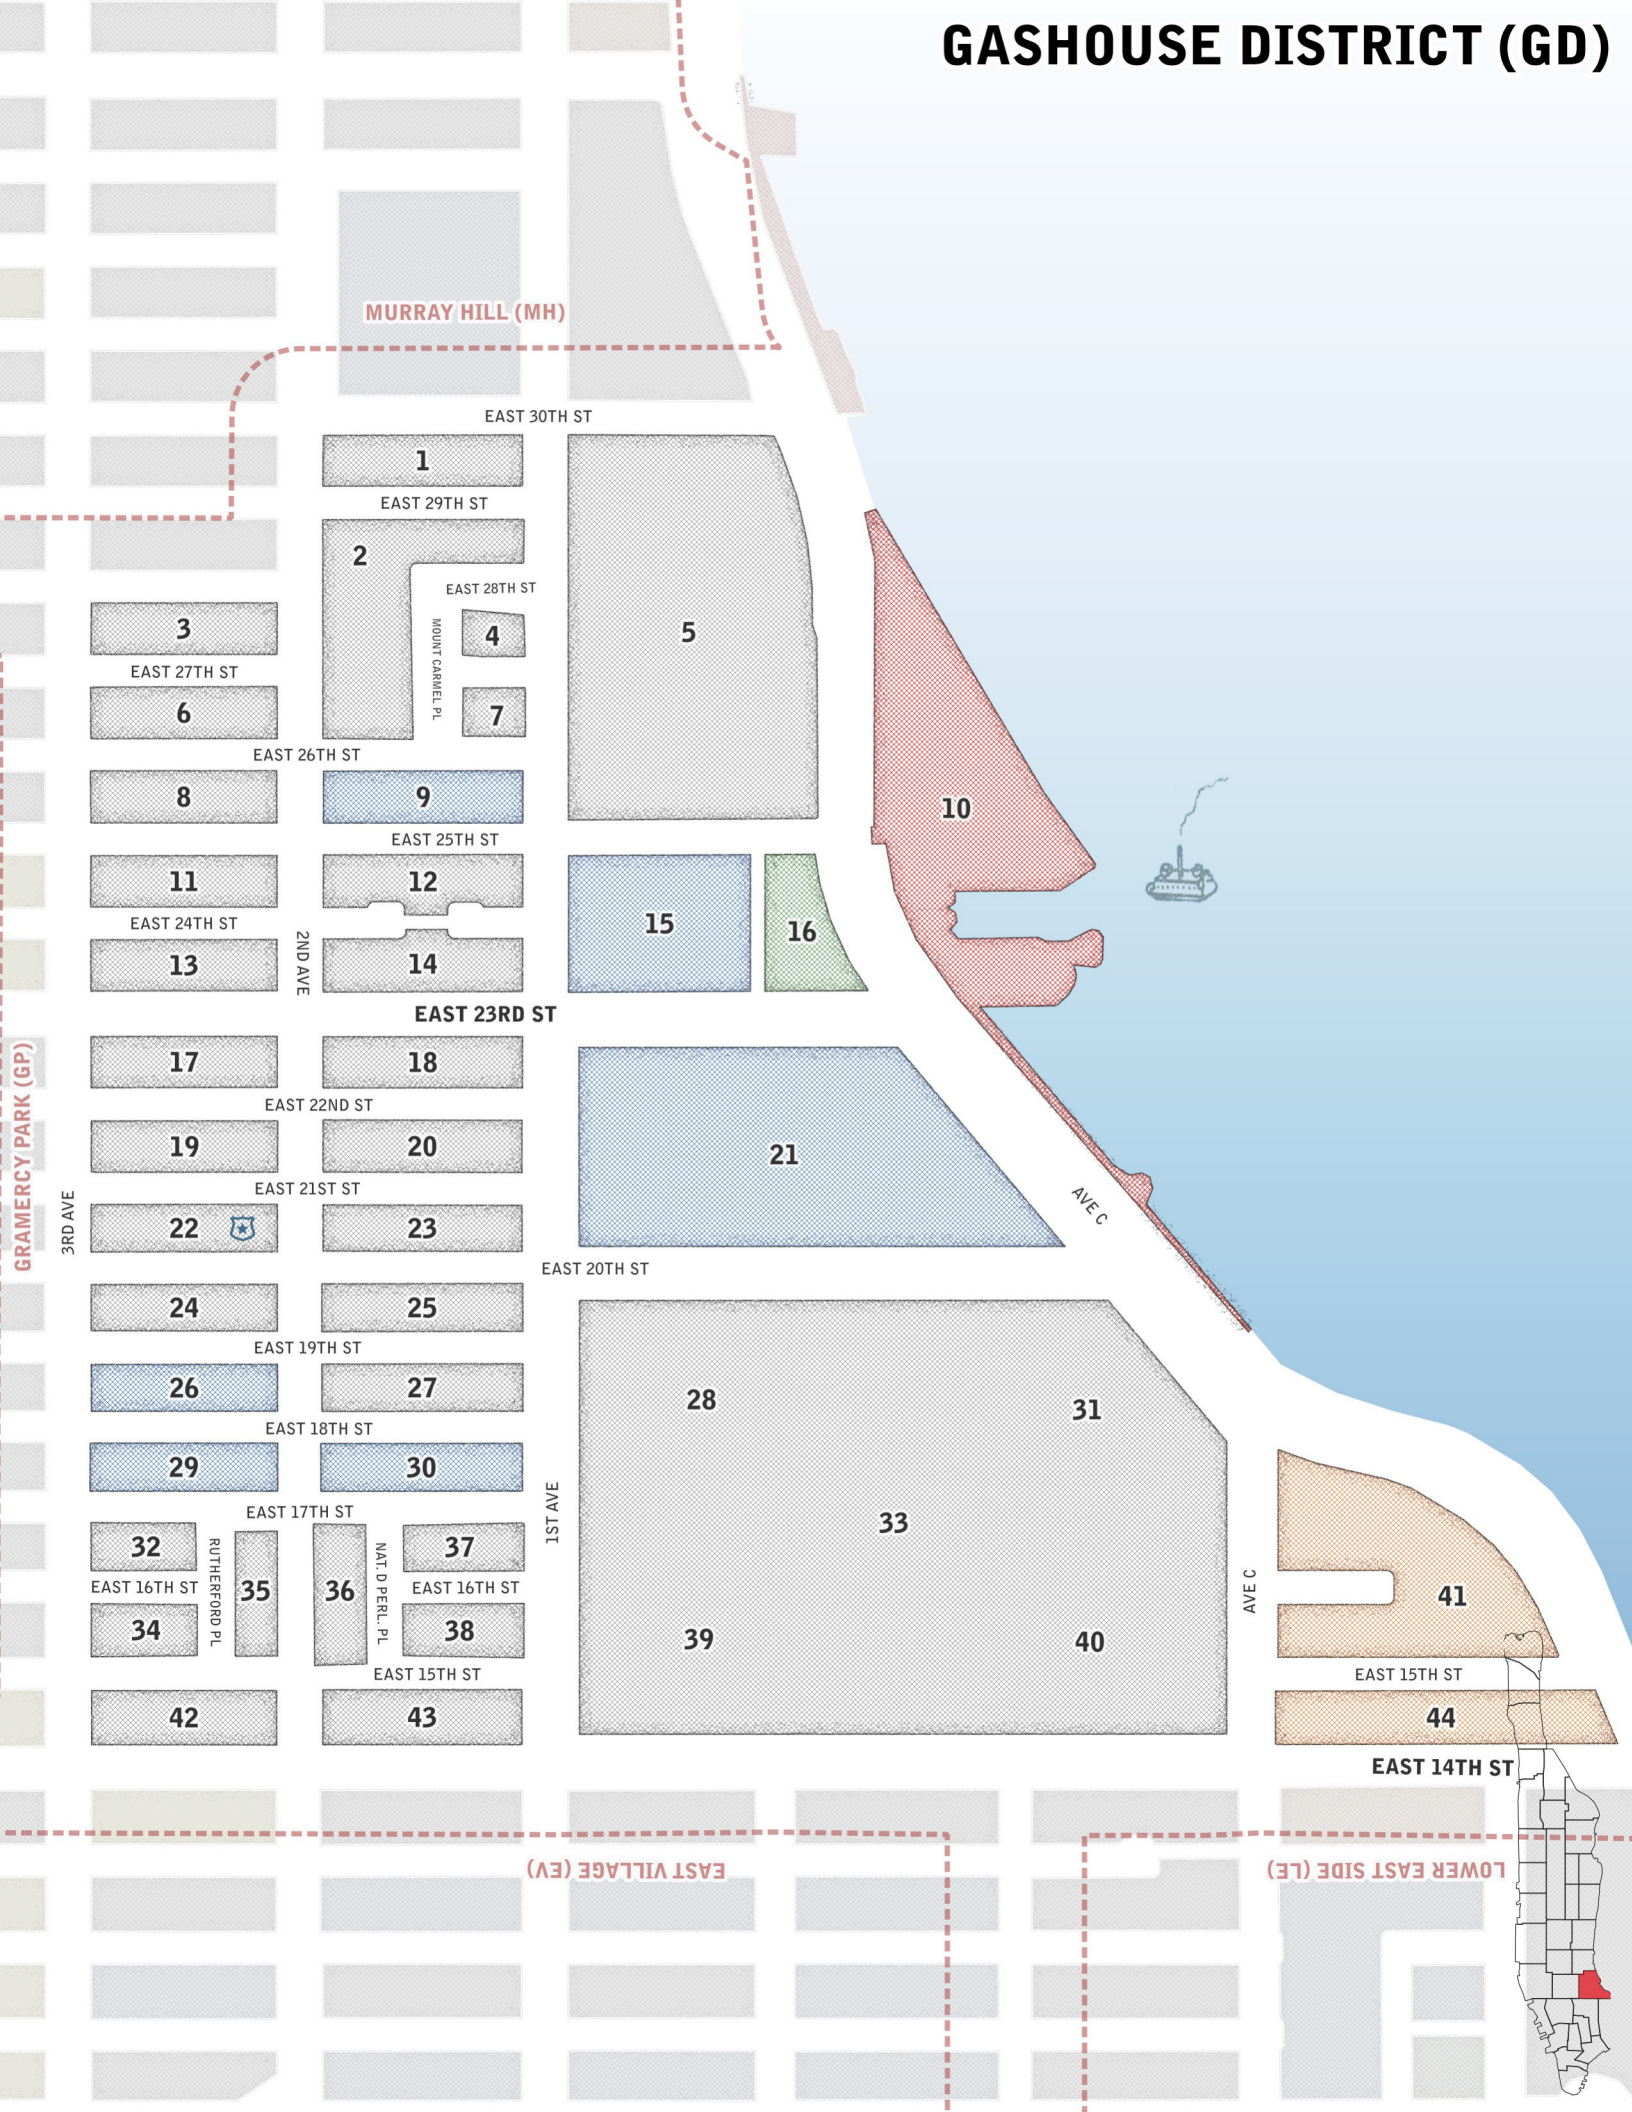 GASHOUSE DISTRICT (GD)
MURRAY HILL (MH)
EAST 30TH ST
1
EAST 29TH ST
2
EAST 28TH ST
3
MOUNT CARMEL PL
4
5
EAST 27TH ST
6
7
EAST 26TH ST
8
9
10
EAST 25TH ST
11
12
EAST 24TH ST
15
16
2ND AVE
13
14
EAST 23RD ST
GRAMERCY PARK (GP)
17
18
EAST 22ND ST
19
20
21
EAST 21ST ST
3RD AVE
22
23
AVE C
EAST 20TH ST
24
25
EAST 19TH ST
26
27
28
31
EAST 18TH ST
29
30
EAST 17TH ST
1ST AVE
33
32
RUTHERFORD PL
35
36
NAT. D PERL. PL
37
EAST 16TH ST
EAST 16TH ST
AVE C
41
34
38
39
40
EAST 15TH ST
EAST 15TH ST
42
43
44
EAST 14TH ST
EAST VILLAGE (EV)
LOWER EAST SIDE (LE)